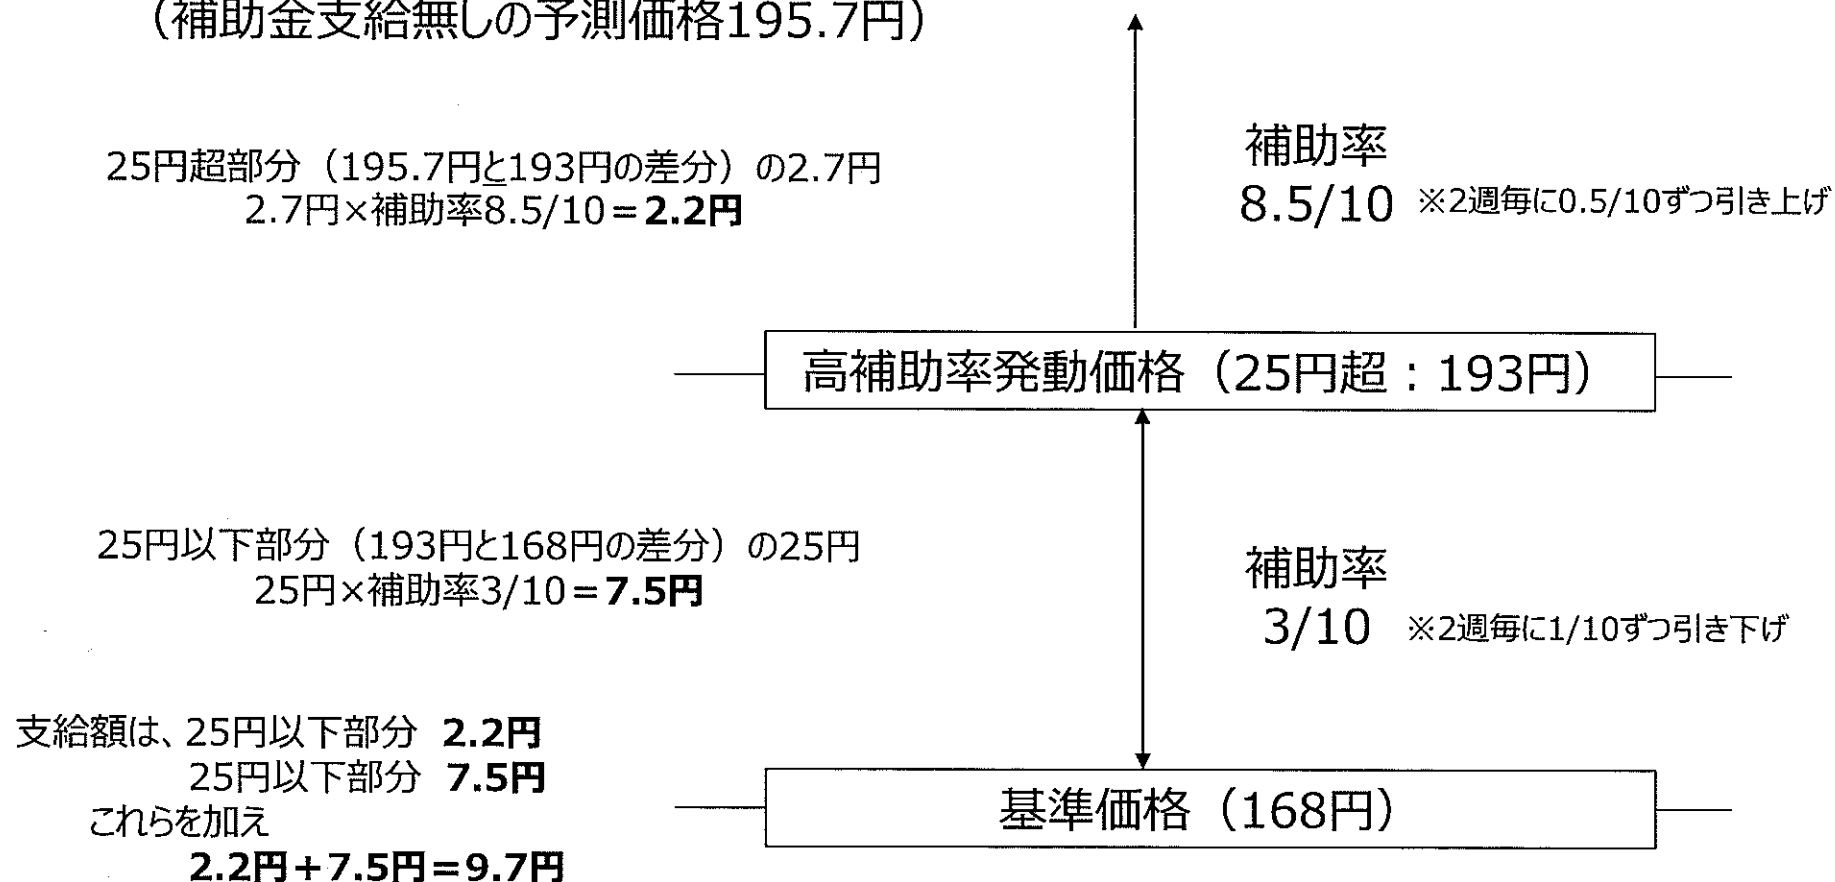 （補助金支給無しの予測価格195.7円）
25円超部分（195.7円と193円の差分）の2.7円
2.7円×補助率8.5/10＝2.2円
補助率
8.5/10 ※2週毎に0.5/10ずつ引き上げ
高補助率発動価格（25円超：193円）
25円以下部分（193円と168円の差分）の25円
25円×補助率3/10＝7.5円
補助率
3/10 ※2週毎に1/10ずつ引き下げ
支給額は、25円以下部分 2.2円
25円以下部分 7.5円
これらを加え
2.2円＋7.5円＝9.7円
基準価格（168円）